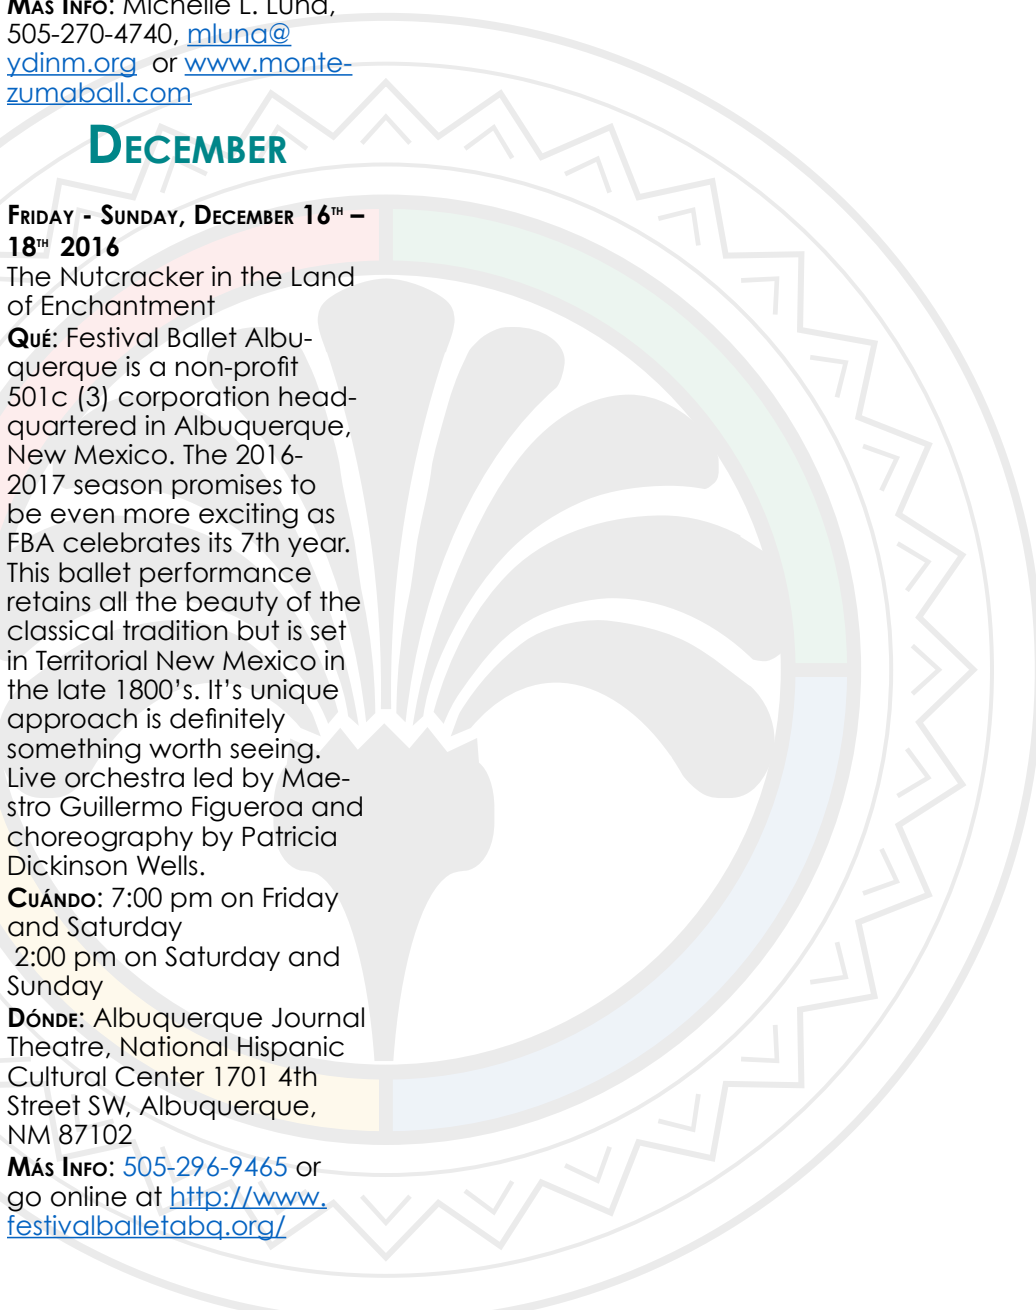 Más Info: Michelle L. Luna,
505-270-4740, mluna@
ydinm.org or www.monte-
zumaball.com
December
Friday - Sunday, December 16th –
18th 2016
The Nutcracker in the Land
of Enchantment
Qué: Festival Ballet Albu-
querque is a non-profit
501c (3) corporation head-
quartered in Albuquerque,
New Mexico. The 2016-
2017 season promises to
be even more exciting as
FBA celebrates its 7th year.
This ballet performance
retains all the beauty of the
classical tradition but is set
in Territorial New Mexico in
the late 1800’s. It’s unique
approach is definitely
something worth seeing.
Live orchestra led by Mae-
stro Guillermo Figueroa and
choreography by Patricia
Dickinson Wells.
Cuándo: 7:00 pm on Friday
and Saturday
2:00 pm on Saturday and
Sunday
Dónde: Albuquerque Journal
Theatre, National Hispanic
Cultural Center 1701 4th
Street SW, Albuquerque,
NM 87102
Más Info: 505-296-9465 or
go online at http://www.
festivalballetabq.org/